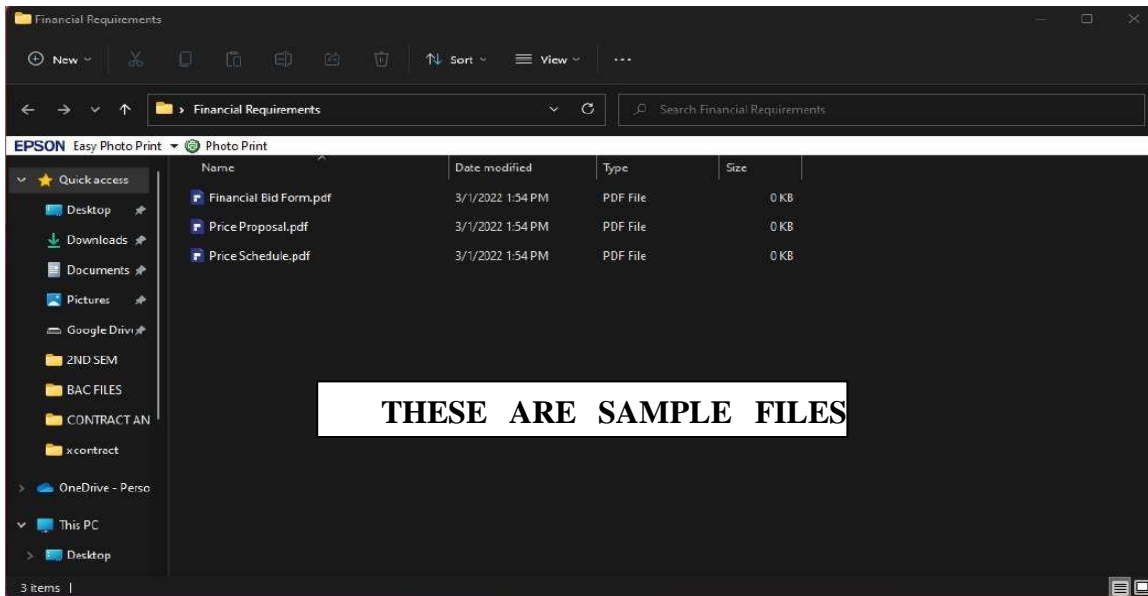 Financial Requirements
New
Sort
View
...
Financial Requirements
Search Financial Requirements
EPSON Easy Photo Print Photo Print
Name Date modified Type Size
Quick access
Financial Bid Form.pdf 3/1/2022 1:54 PM PDF File 0 KB
Desktop
Price Proposal.pdf 3/1/2022 1:54 PM PDF File 0 KB
Downloads
Price Schedule.pdf 3/1/2022 1:54 PM PDF File 0 KB
Documents
Pictures
Google Driv
2ND SEM
BAC FILES
THESE ARE SAMPLE FILES
CONTRACT AN
xcontract
OneDrive - Perso
This PC
Desktop
3 items